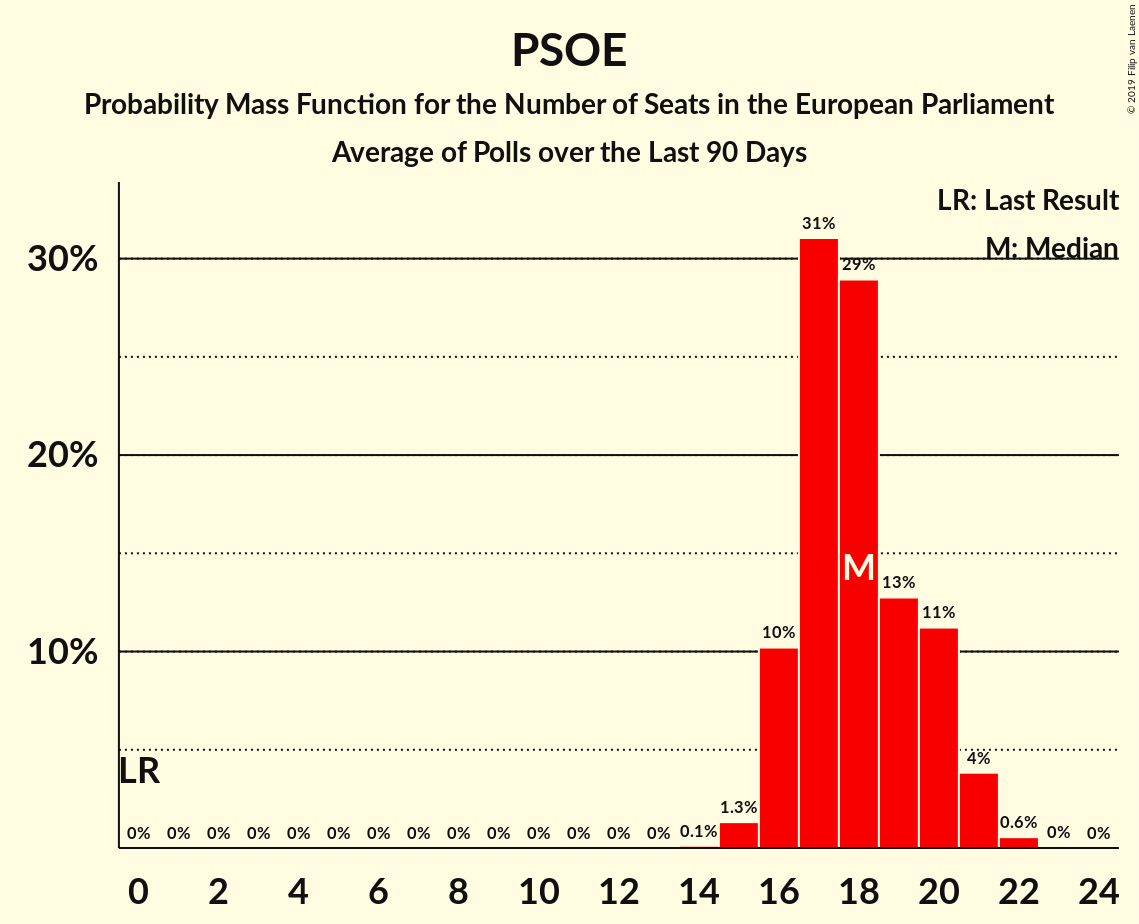 PSOE
Probability Mass Function for the Number of Seats in the European Parliament
Average of Polls over the Last 90 Days
© 2019 Filip van Laenen
LR: Last Result
M: Median
30%
20%
10%
31%
29%
M
13%
11%
10%
4%
LR
1.3%
0% 0% 0% 0% 0% 0% 0% 0% 0% 0% 0% 0% 0% 0% 0.1% 0.6% 0% 0%
0 2 4 6 8 10 12 14 16 18 20 22 24